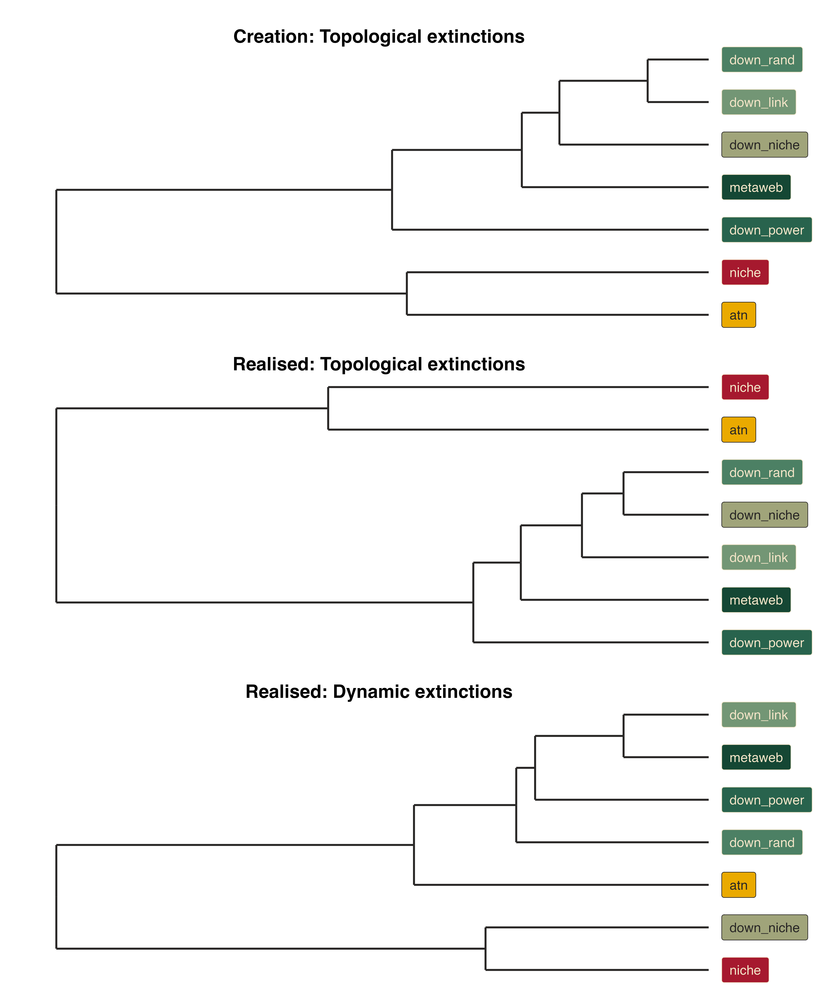 Creation: Topological extinctions
down_rand
down_link
down_niche
metaweb
down_power
niche
atn
Realised: Topological extinctions
niche
atn
down_rand
down_niche
down_link
metaweb
down_power
Realised: Dynamic extinctions
down_link
metaweb
down_power
down_rand
atn
down_niche
niche